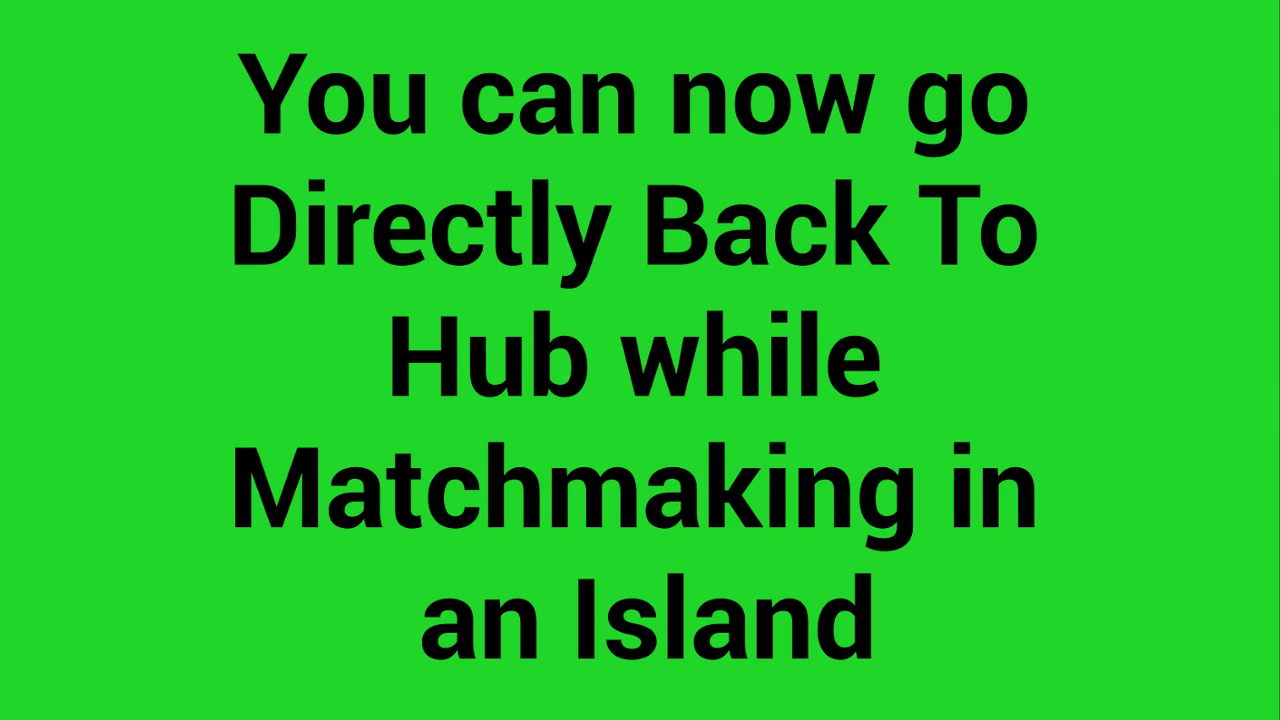 You can now go
Directly Back To
Hub while
Matchmaking in
an Island